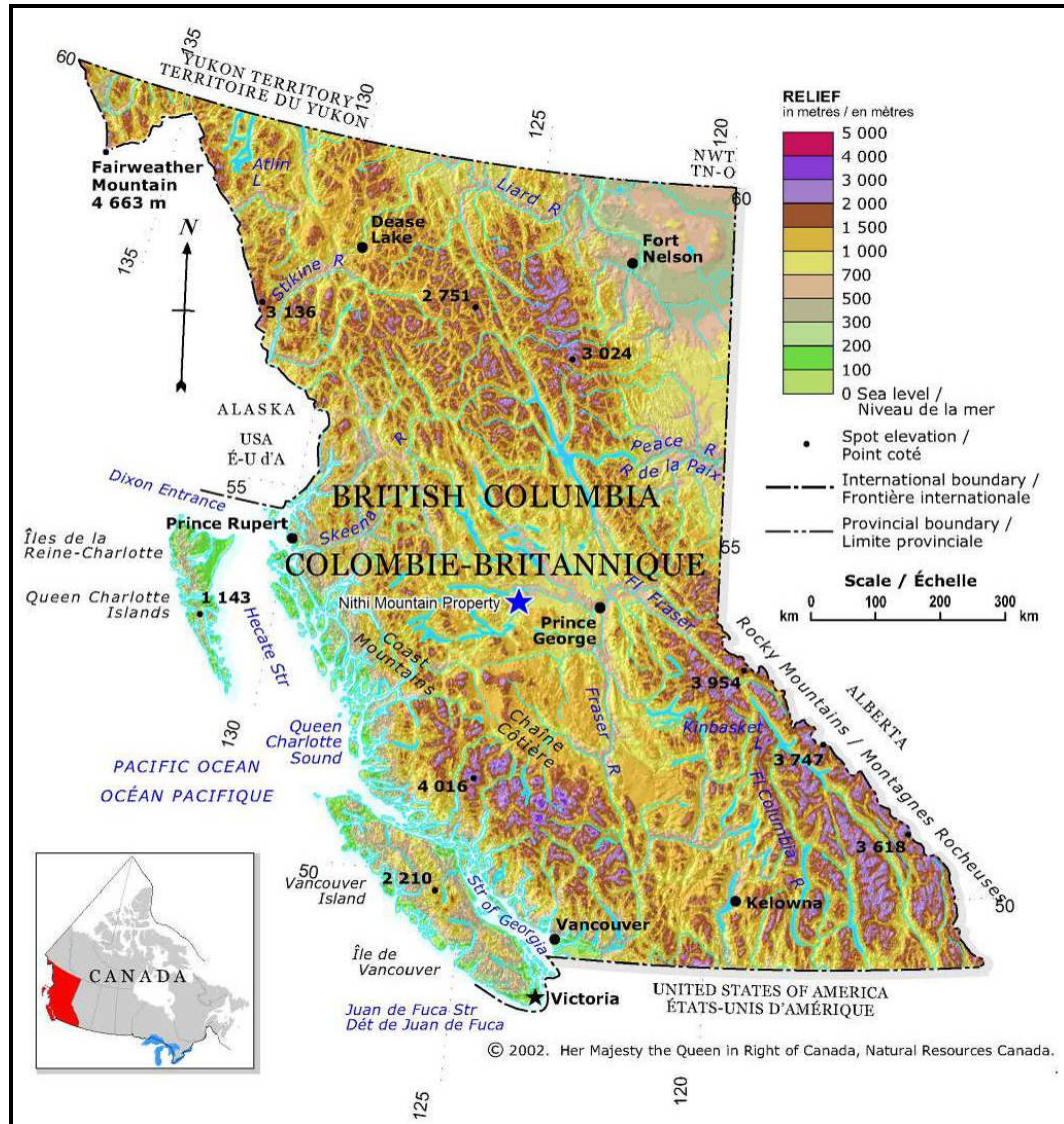 60
135
YUKON TERRITORY
TERRITOIRE DU YUKON
130
125
120
NWT
TN-O
60
RELIEF
in metres / en mètres
5 000
4 000
3 000
2 000
1 500
1 000
700
500
300
200
100
0 Sea level /
Niveau de la mer
Spot elevation /
Point coté
International boundary /
Frontière internationale
Provincial boundary /
Limite provinciale
Scale / Échelle
0 100 200 300
km km
Fairweather
Mountain
4 663 m
Atlin
L
Liard R
Dease
Lake
Fort
Nelson
N
135
Stikine R
3 136
2 751
3 024
ALASKA
USA
É-U d'A
Peace R
R de la Paix
Dixon Entrance
55
R
BRITISH COLUMBIA
Prince Rupert
Skeena
Îles de la
Reine-Charlotte
COLOMBIE-BRITANNIQUE
55
Queen Charlotte
Islands
1 143
Nithi Mountain Property
Fl Fraser
Prince
George
Hecate Str
Coast
Mountains
Rocky Mountains / Montagnes Rocheuses
ALBERTA
3 954
130
Queen
Charlotte
Sound
Chaîne
Côtière
Fraser
R
Kinbasket
L
3 747
PACIFIC OCEAN
OCÉAN PACIFIQUE
4 016
Fl Columbia
R
3 618
50
Vancouver
Island
2 210
Str of Georgia
Kelowna
50
Vancouver
Île de
Vancouver
Victoria
UNITED STATES OF AMERICA
ÉTATS-UNIS D'AMÉRIQUE
Juan de Fuca Str
Dét de Juan de Fuca
CANADA
© 2002. Her Majesty the Queen in Right of Canada, Natural Resources Canada.
125
120